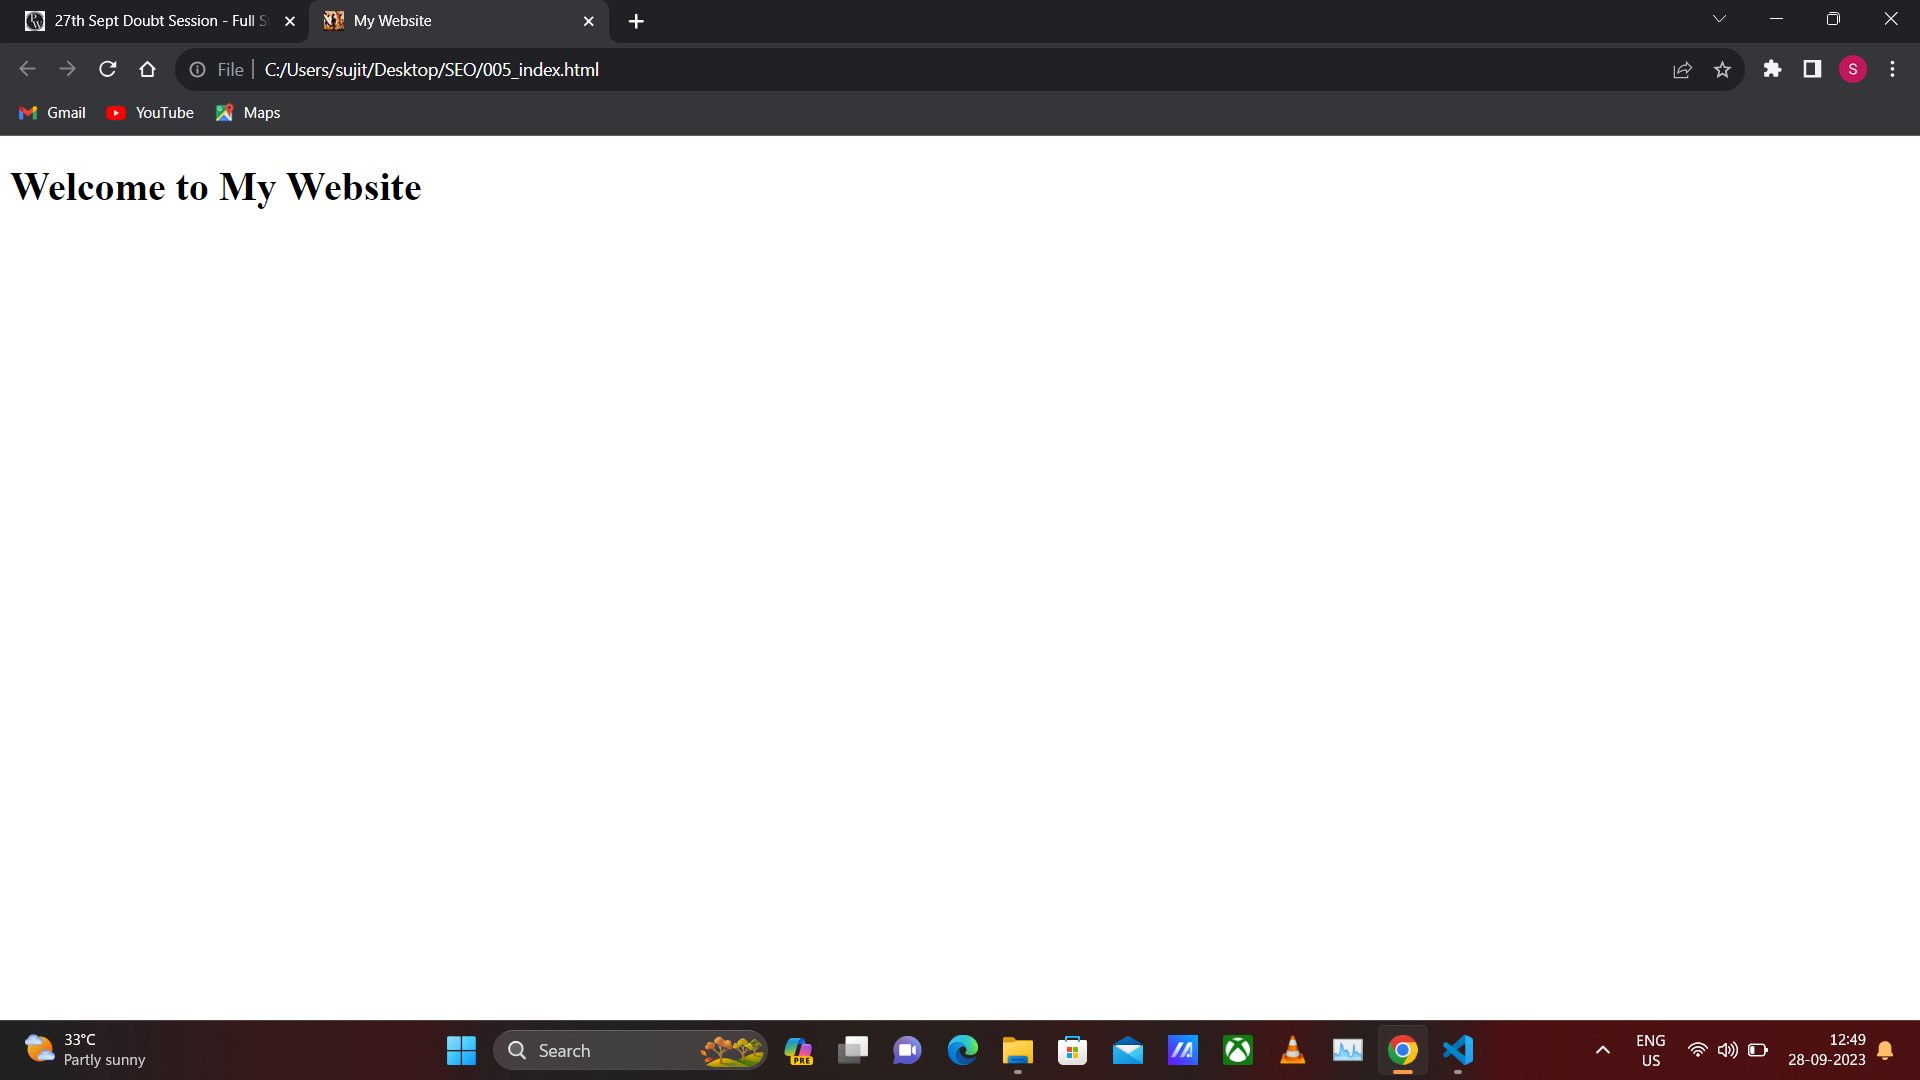 27th Sept Doubt Session - Full S
My Website
File
C:/Users/sujit/Desktop/SEO/005_index.html
S
Gmail
YouTube
Maps
Welcome to My Website
33°C
Partly sunny
Search
PRE
ENG
US
12:49
28-09-2023